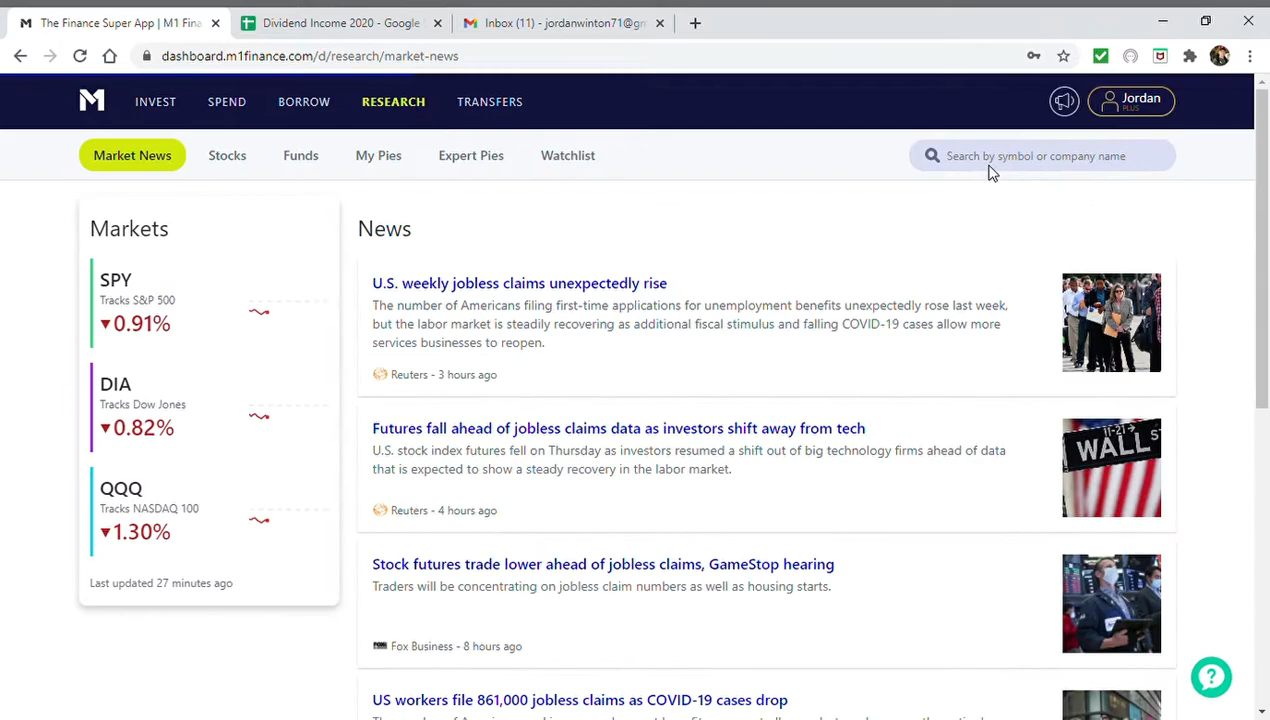 The Finance Super App | M1 Fina
Dividend Income 2020 - Google
Inbox (11) - jordanwinton71@gm
dashboard.m1finance.com/d/research/market-news
INVEST SPEND BORROW RESEARCH TRANSFERS
Jordan
PLUS
Market News Stocks Funds My Pies Expert Pies Watchlist
Search by symbol or company name
Markets
SPY
Tracks S&P 500
▼0.91%
DIA
Tracks Dow Jones
▼0.82%
QQQ
Tracks NASDAQ 100
▼1.30%
Last updated 27 minutes ago
News
U.S. weekly jobless claims unexpectedly rise
The number of Americans filing first-time applications for unemployment benefits unexpectedly rose last week,
but the labor market is steadily recovering as additional fiscal stimulus and falling COVID-19 cases allow more
services businesses to reopen.
Reuters - 3 hours ago
Futures fall ahead of jobless claims data as investors shift away from tech
U.S. stock index futures fell on Thursday as investors resumed a shift out of big technology firms ahead of data
that is expected to show a steady recovery in the labor market.
Reuters - 4 hours ago
11-21→
WALL ST
Stock futures trade lower ahead of jobless claims, GameStop hearing
Traders will be concentrating on jobless claim numbers as well as housing starts.
Fox Business - 8 hours ago
US workers file 861,000 jobless claims as COVID-19 cases drop